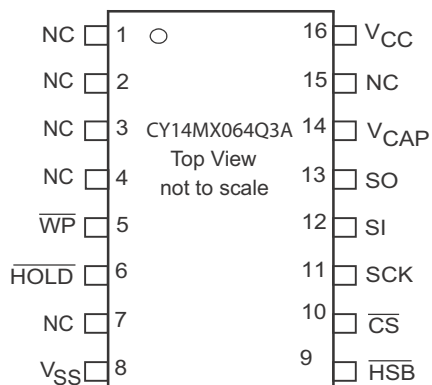 NC 1 16 VCC
NC 2 15 NC
NC 3 CY14MX064Q3A 14 VCAP
Top View
NC 4 not to scale 13 SO
WP 5 12 SI
HOLD 6 11 SCK
NC 7 10 CS
VSS 8 9 HSB